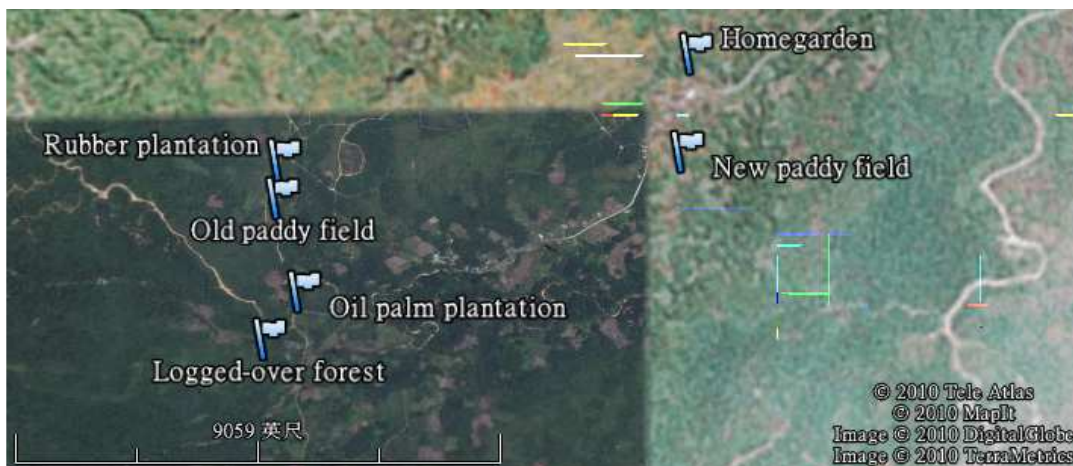 Homegarden
Rubber plantation
New paddy field
Old paddy field
Oil palm plantation
Logged-over forest
9059 英尺
© 2010 Tele Atlas
© 2010 MapIt
Image © 2010 DigitalGlobe
Image © 2010 TerraMetrics